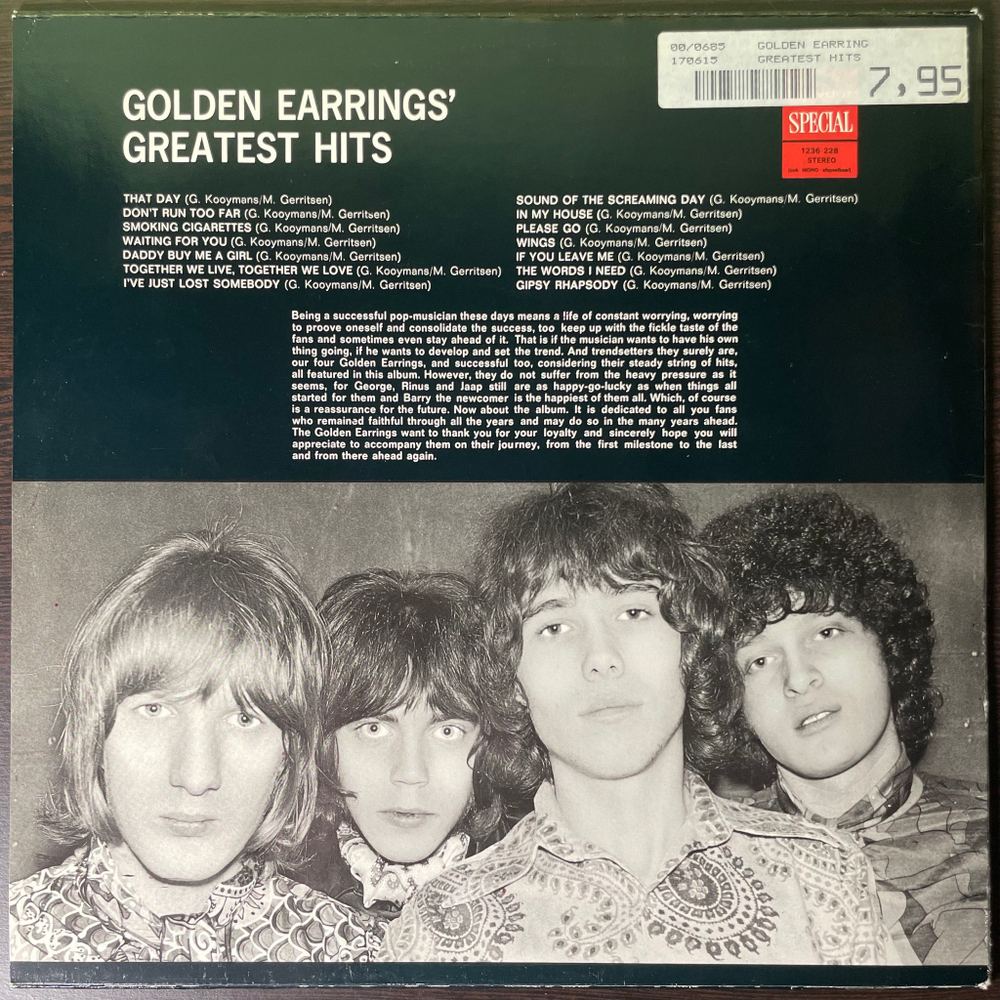 00/0685 GOLDEN EARRING
170615 GREATEST HITS
7,95
GOLDEN EARRINGS'
GREATEST HITS
SPECIAL
1236 228
STEREO
THAT DAY (G. Kooymans/M. Gerritsen)
DON'T RUN TOO FAR (G. Kooymans/M. Gerritsen)
SMOKING CIGARETTES (G. Kooymans/M. Gerritsen)
WAITING FOR YOU (G. Kooymans/M. Gerritsen)
DADDY BUY ME A GIRL (G. Kooymans/M. Gerritsen)
TOGETHER WE LIVE, TOGETHER WE LOVE (G. Kooymans/M. Gerritsen)
I'VE JUST LOST SOMEBODY (G. Kooymans/M. Gerritsen)
SOUND OF THE SCREAMING DAY (G. Kooymans/M. Gerritsen)
IN MY HOUSE (G. Kooymans/M. Gerritsen)
PLEASE GO (G. Kooymans/M. Gerritsen)
WINGS (G. Kooymans/M. Gerritsen)
IF YOU LEAVE ME (G. Kooymans/M. Gerritsen)
THE WORDS I NEED (G. Kooymans/M. Gerritsen)
GIPSY RHAPSODY (G. Kooymans/M. Gerritsen)
Being a successful pop-musician these days means a life of constant worrying, worrying
to proove oneself and consolidate the success, too keep up with the fickle taste of the
fans and sometimes even stay ahead of it. That is if the musician wants to have his own
thing going, if he wants to develop and set the trend. And trendsetters they surely are,
our four Golden Earrings, and successful too, considering their steady string of hits,
all featured in this album. However, they do not suffer from the heavy pressure as it
seems, for George, Rinus and Jaap still are as happy-go-lucky as when things all
started for them and Barry the newcomer is the happiest of them all. Which, of course
is a reassurance for the future. Now about the album. It is dedicated to all you fans
who remained faithful through all the years and may do so in the many years ahead.
The Golden Earrings want to thank you for your loyalty and sincerely hope you will
appreciate to accompany them on their journey, from the first milestone to the last
and from there ahead again.